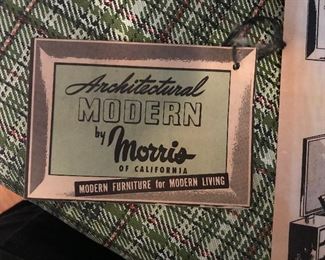 Architectural
MODERN
by
Morris
OF CALIFORNIA
MODERN FURNITURE for MODERN LIVING